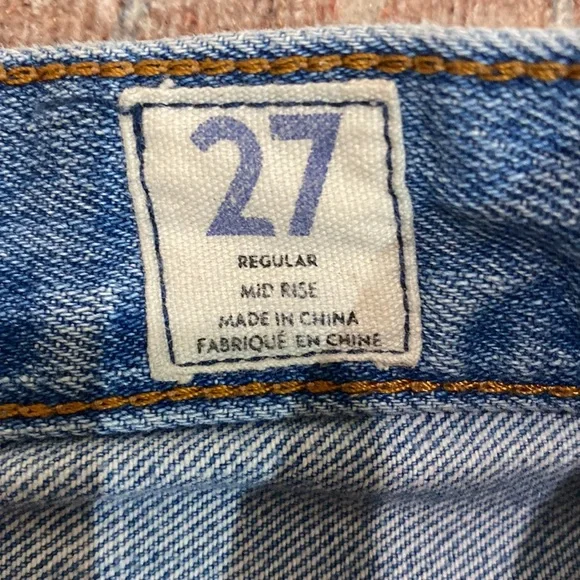 27
REGULAR
MID RISE
MADE IN CHINA
FABRIQUÉ EN CHINE